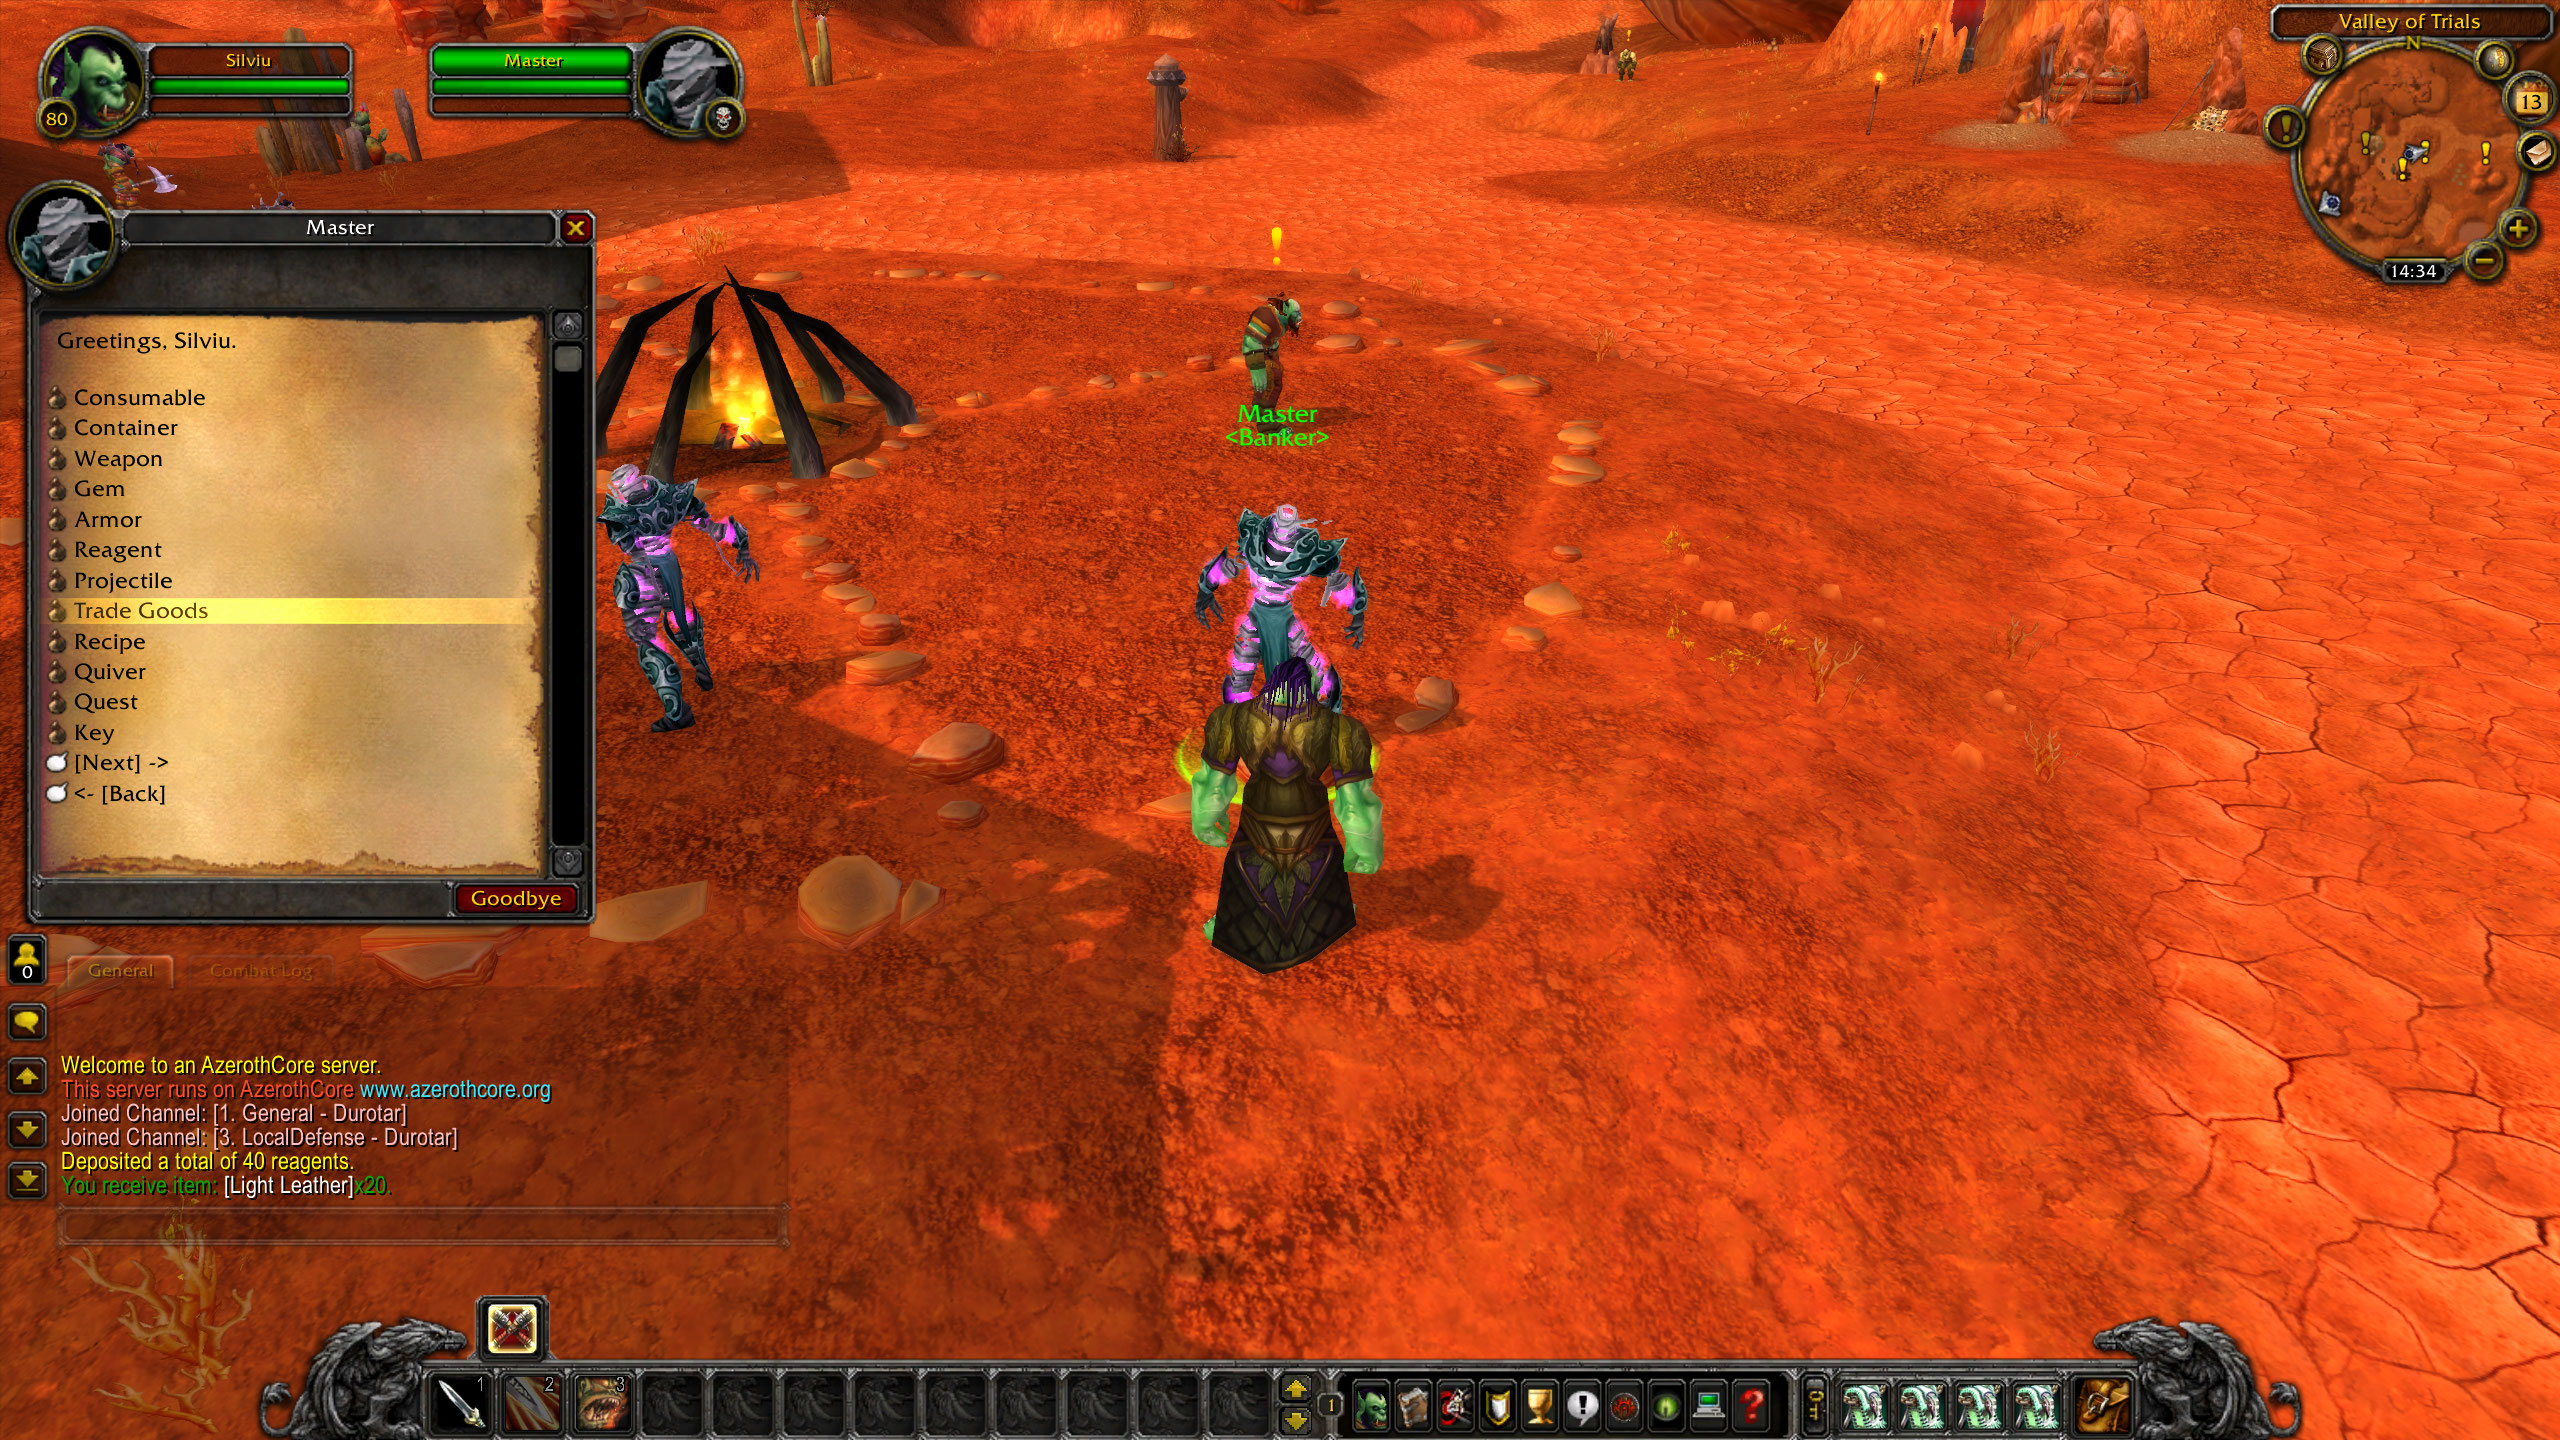 Silviu
80
Master
Valley of Trials
N
13
14:34
Master
Greetings, Silviu.
Consumable
Container
Weapon
Gem
Armor
Reagent
Projectile
Trade Goods
Recipe
Quiver
Quest
Key
[Next] ->
<- [Back]
Goodbye
Master
<Banker>
0
General
Combat Log
Welcome to an AzerothCore server.
This server runs on AzerothCore www.azerothcore.org
Joined Channel: [1. General - Durotar]
Joined Channel: [3. LocalDefense - Durotar]
Deposited a total of 40 reagents.
You receive item: [Light Leather]x20.
1
2
3
1